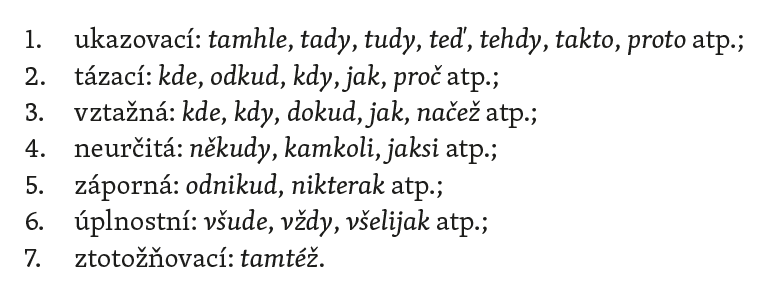 1. ukazovací: tamhle, tady, tudy, teď, tehdy, takto, proto atp.;
2. tázací: kde, odkud, kdy, jak, proč atp.;
3. vztažná: kde, kdy, dokud, jak, načež atp.;
4. neurčitá: někudy, kamkoli, jaksi atp.;
5. záporná: odnikud, nikterak atp.;
6. úplnostní: všude, vždy, všelijak atp.;
7. ztotožňovací: tamtéž.